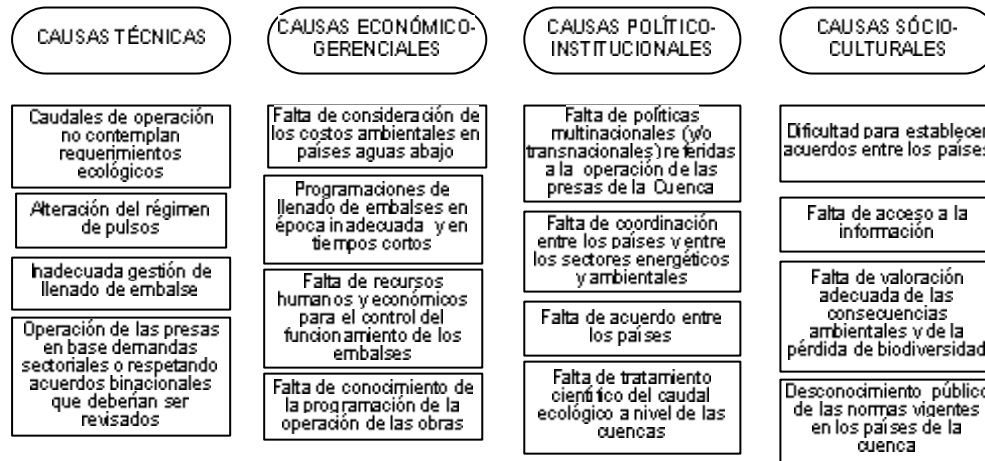 CAUSAS TÉCNICAS
CAUSAS ECONÓMICO-
GERENCIALES
CAUSAS POLÍTICO-
INSTITUCIONALES
CAUSAS SÓCIO-
CULTURALES
Caudales de operación
no contemplan
requerimientos
ecológicos
Alteración del régimen
de pulsos
Inadecuada gestión de
llenado de embalse
Operación de las presas
en base demandas
sectoriales o respetando
acuerdos binacionales
que deberían ser
revisados
Falta de consideración de
los costos ambientales en
países aguas abajo
Programaciones de
llenado de embalses en
época inadecuada y en
tiempos cortos
Falta de recursos
humanos y económicos
para el control del
funcionamiento de los
embalses
Falta de conocimiento de
la programación de la
operación de las obras
Falta de políticas
multinacionales (y/o
transnacionales) referidas
a la operación de las
presas de la Cuenca
Falta de coordinación
entre los países y entre
los sectores energéticos
y ambientales
Falta de acuerdo entre
los países
Falta de tratamiento
científico del caudal
ecológico a nivel de las
cuencas
Dificultad para establecer
acuerdos entre los países
Falta de acceso a la
información
Falta de valoración
adecuada de las
consecuencias
ambientales y de la
pérdida de biodiversidad
Desconocimiento público
de las normas vigentes
en los países de la
cuenca